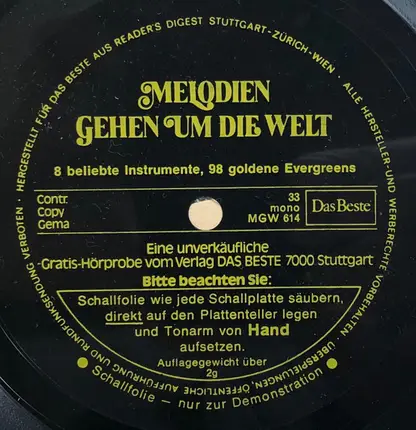 HERGESTELLT FÜR DAS BESTE AUS READER'S DIGEST STUTTGART-ZÜRICH-WIEN · ALLE HERSTELLER- UND WERBERECHTE VORBEHALTEN · ÜBERSPIELUNGEN, ÖFFENTLICHE AUFFÜHRUNG UND RUNDFUNKSENDUNG VERBOTEN ·
MELODIEN
GEHEN UM DIE WELT
8 beliebte Instrumente, 98 goldene Evergreens
Contr.
Copy
Gema
33
mono
MGW 614
Das Beste
Eine unverkäufliche
-Gratis-Hörprobe vom Verlag DAS BESTE 7000 Stuttgart
Bitte beachten Sie:
Schallfolie wie jede Schallplatte säubern,
direkt auf den Plattenteller legen
und Tonarm von Hand
aufsetzen.
Auflagegewicht über
2g
Schallfolie – nur zur Demonstration